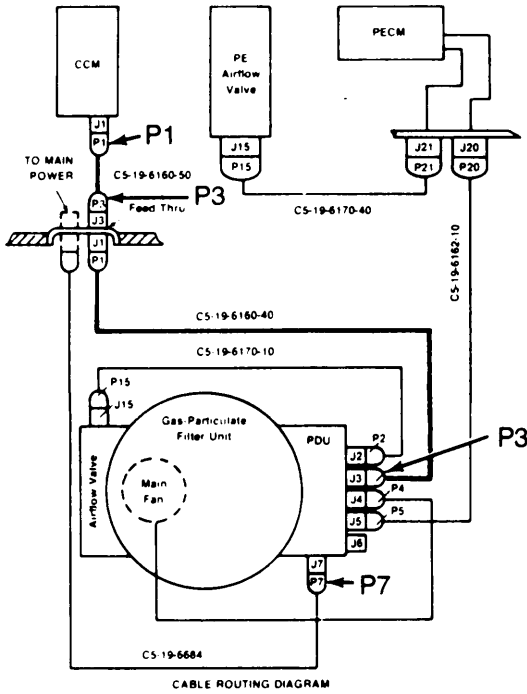 CCM
PE
Airflow
Valve
PECM
J1
P1
P1
J15
P15
J21
P21
J20
P20
TO MAIN
POWER
C5-19-6160-50
P3
P3
Feed Thru
J3
J1
P1
C5-19-6170-40
C5-19-6162-10
C5-19-6160-40
C5-19-6170-10
P15
J15
Gas-Particulate
Filter Unit
PDU
Airflow Valve
Main
Fan
P2
J2
P3
J3
P4
J4
P5
J5
J6
J7
P7
P7
C5-19-6684
CABLE ROUTING DIAGRAM